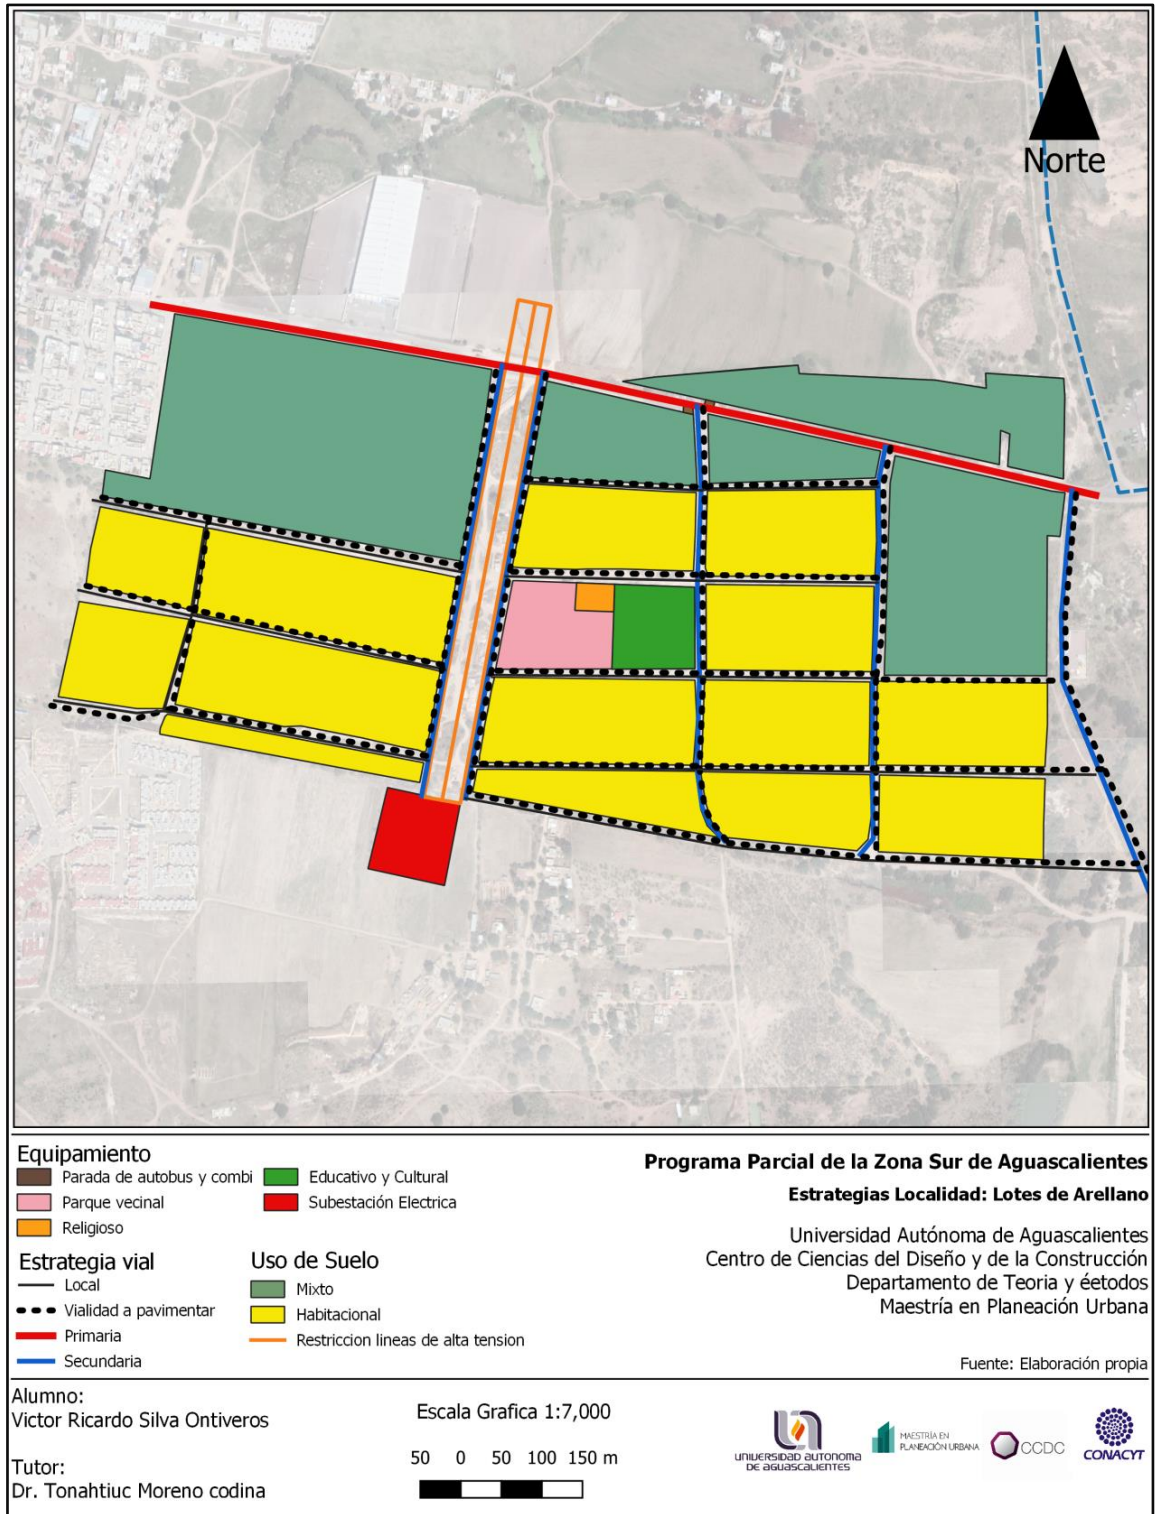 Norte
Equipamiento
Parada de autobus y combi
Educativo y Cultural
Parque vecinal
Subestación Electrica
Religioso
Estrategia vial
Local
Vialidad a pavimentar
Primaria
Secundaria
Uso de Suelo
Mixto
Habitacional
Restriccion lineas de alta tension
Programa Parcial de la Zona Sur de Aguascalientes
Estrategias Localidad: Lotes de Arellano
Universidad Autónoma de Aguascalientes
Centro de Ciencias del Diseño y de la Construcción
Departamento de Teoria y éetodos
Maestría en Planeación Urbana
Fuente: Elaboración propia
Alumno:
Victor Ricardo Silva Ontiveros
Tutor:
Dr. Tonahtiuc Moreno codina
Escala Grafica 1:7,000
50 0 50 100 150 m
UNIVERSIDAD AUTONOMA
DE AGUASCALIENTES
MAESTRÍA EN
PLANEACIÓN URBANA
CCDC
CONACYT